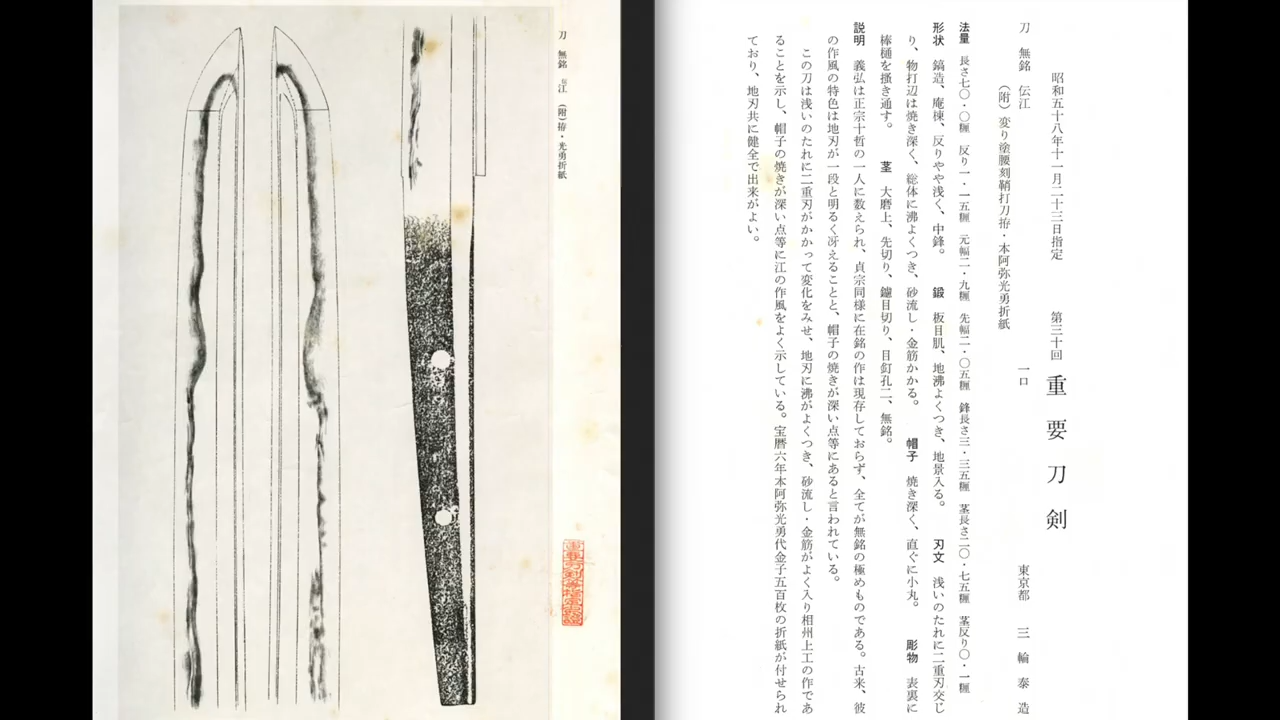 刀 無銘 伝江 (附)拵・光勇折紙
昭和五十八年十一月二十三日指定 第三十回 重要刀剣
刀 無銘 伝江 一口 東京都 三輪泰造
(附) 変り塗腰刻鞘打刀拵・本阿弥光勇折紙
法量 長さ七〇・〇糎 反り一・一五糎 元幅二・九糎 先幅二・〇五糎 鋒長さ三・三五糎 茎長さ二〇・七五糎 茎反り〇・一糎
形状 鎬造、庵棟、反りやや浅く、中鋒。 鍛 板目肌、地沸よくつき、地景入る。 刃文 浅いのたれに二重刃交じ
り、物打辺は焼き深く、総体に沸よくつき、砂流し・金筋かかる。 帽子 焼き深く、直ぐに小丸。 彫物 表裏に
棒樋を掻き通す。 茎 大磨上、先切り、鑢目切り、目釘孔二、無銘。
説明 義弘は正宗十哲の一人に数えられ、貞宗同様に在銘の作は現存しておらず、全てが無銘の極めものである。古来、彼
の作風の特色は地刃が一段と明るく冴えることと、帽子の焼きが深い点等にあると言われている。
この刀は浅いのたれに二重刃がかかって変化をみせ、地刃に沸がよくつき、砂流し・金筋がよく入り相州上工の作であ
ることを示し、帽子の焼きが深い点等に江の作風をよく示している。宝暦六年本阿弥光勇代金子五百枚の折紙が付せられ
ており、地刃共に健全で出来がよい。